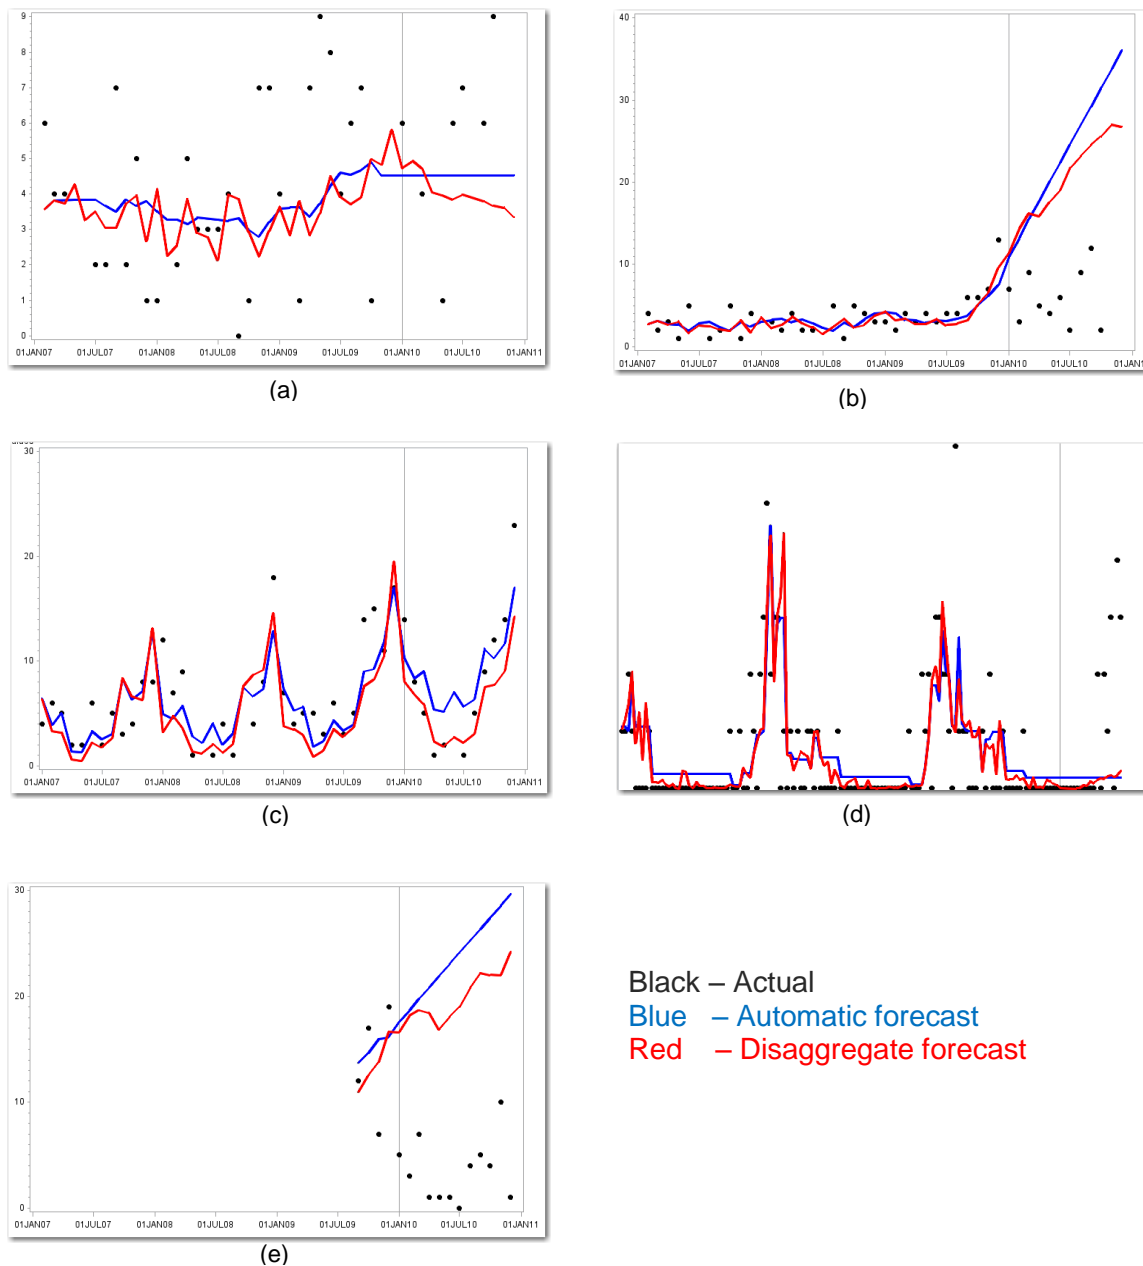 9
8
7
6
5
4
3
2
1
0
01JAN07 01JUL07 01JAN08 01JUL08 01JAN09 01JUL09 01JAN10 01JUL10 01JAN11
(a)
40
30
20
10
0
01JAN07 01JUL07 01JAN08 01JUL08 01JAN09 01JUL09 01JAN10 01JUL10 01JAN1
(b)
30
20
10
0
01JAN07 01JUL07 01JAN08 01JUL08 01JAN09 01JUL09 01JAN10 01JUL10 01JAN11
(c)
(d)
30
20
10
0
01JAN07 01JUL07 01JAN08 01JUL08 01JAN09 01JUL09 01JAN10 01JUL10 01JAN11
(e)
Black – Actual
Blue – Automatic forecast
Red – Disaggregate forecast